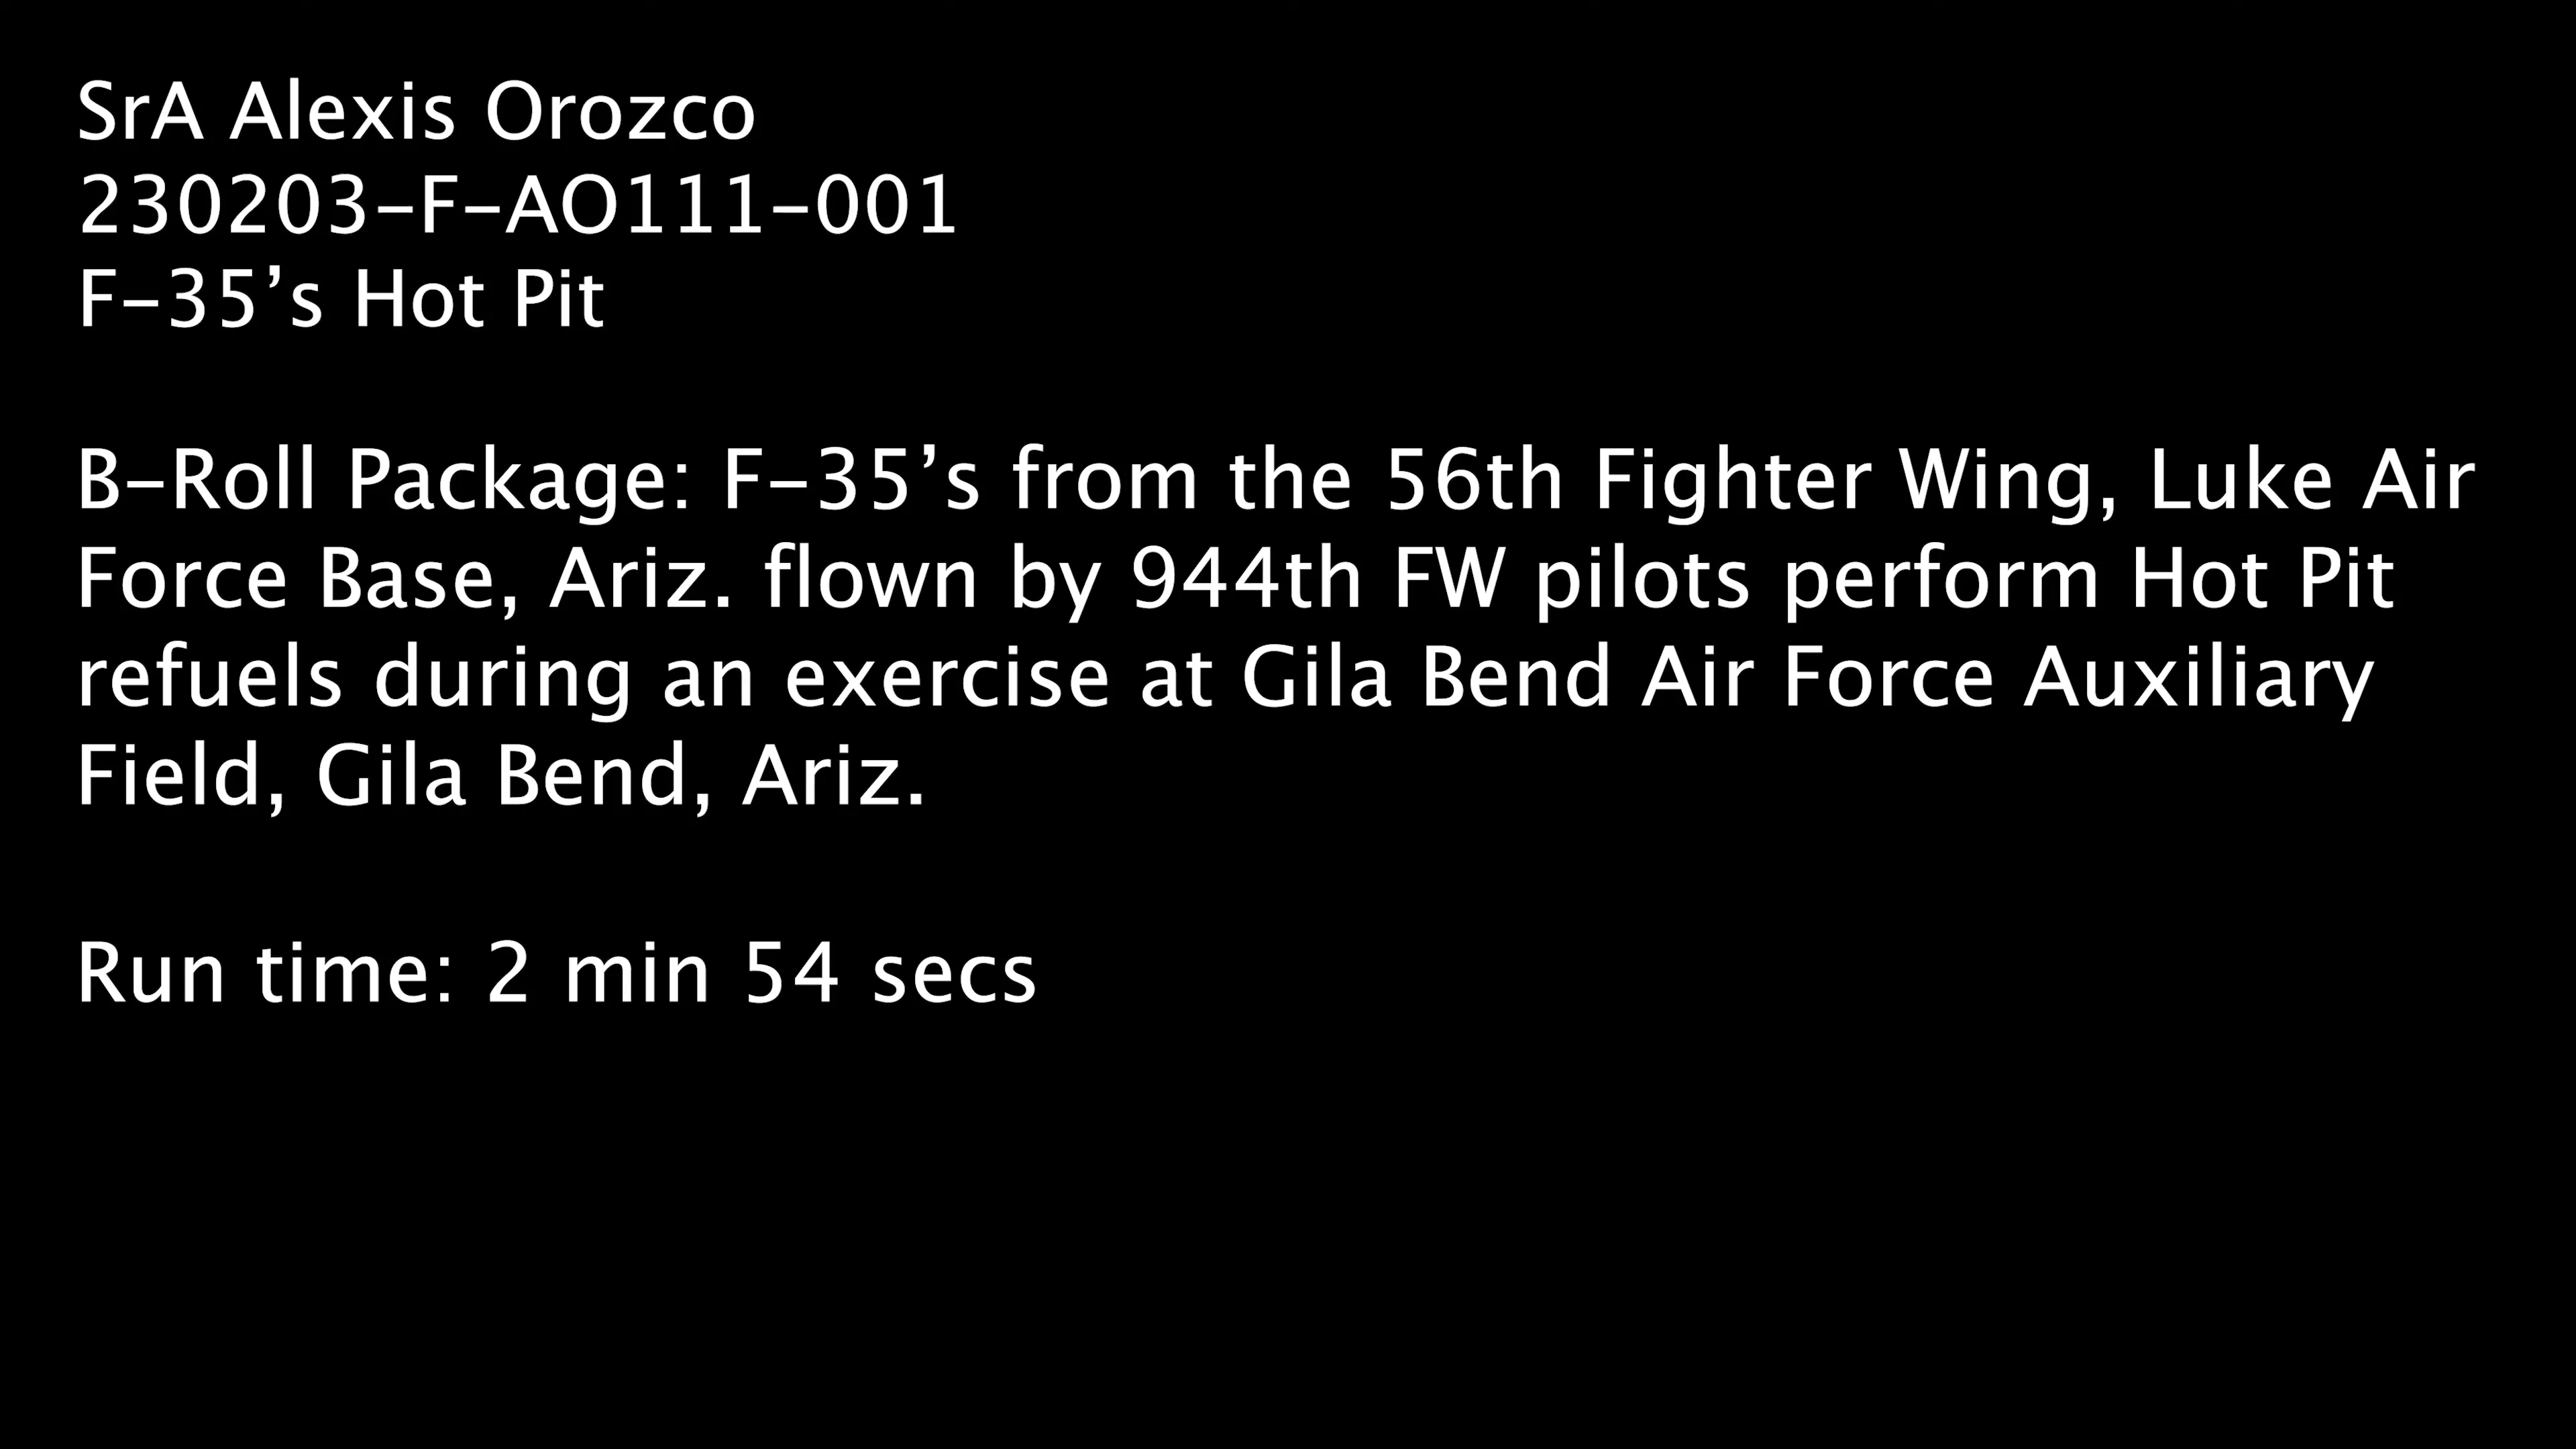 SrA Alexis Orozco
230203-F-AO111-001
F-35’s Hot Pit
B-Roll Package: F-35’s from the 56th Fighter Wing, Luke Air
Force Base, Ariz. flown by 944th FW pilots perform Hot Pit
refuels during an exercise at Gila Bend Air Force Auxiliary
Field, Gila Bend, Ariz.
Run time: 2 min 54 secs